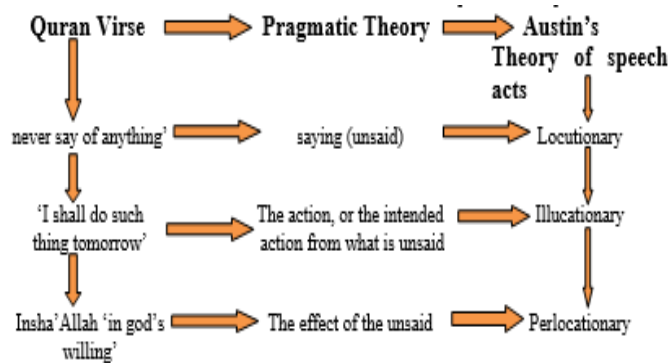 Quran Virse Pragmatic Theory Austin's
Theory of speech
acts
never say of anything' saying (unsaid) Locutionary
'I shall do such
thing tomorrow'
The action, or the intended
action from what is unsaid
Illucationary
Insha'Allah 'in god's
willing'
The effect of the unsaid
Perlocationary